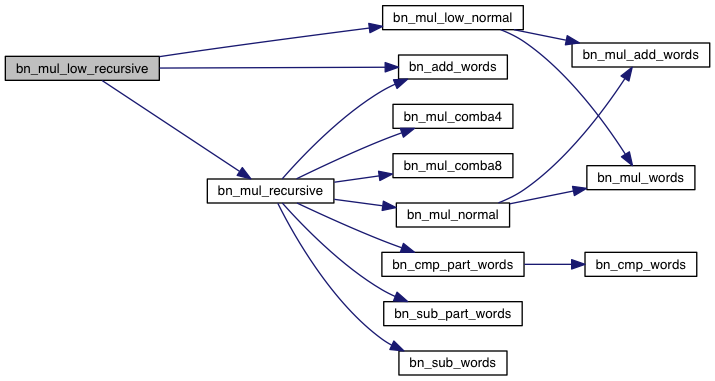 bn_mul_low_normal
bn_mul_add_words
bn_mul_low_recursive
bn_add_words
bn_mul_comba4
bn_mul_comba8
bn_mul_words
bn_mul_recursive
bn_mul_normal
bn_cmp_part_words
bn_cmp_words
bn_sub_part_words
bn_sub_words